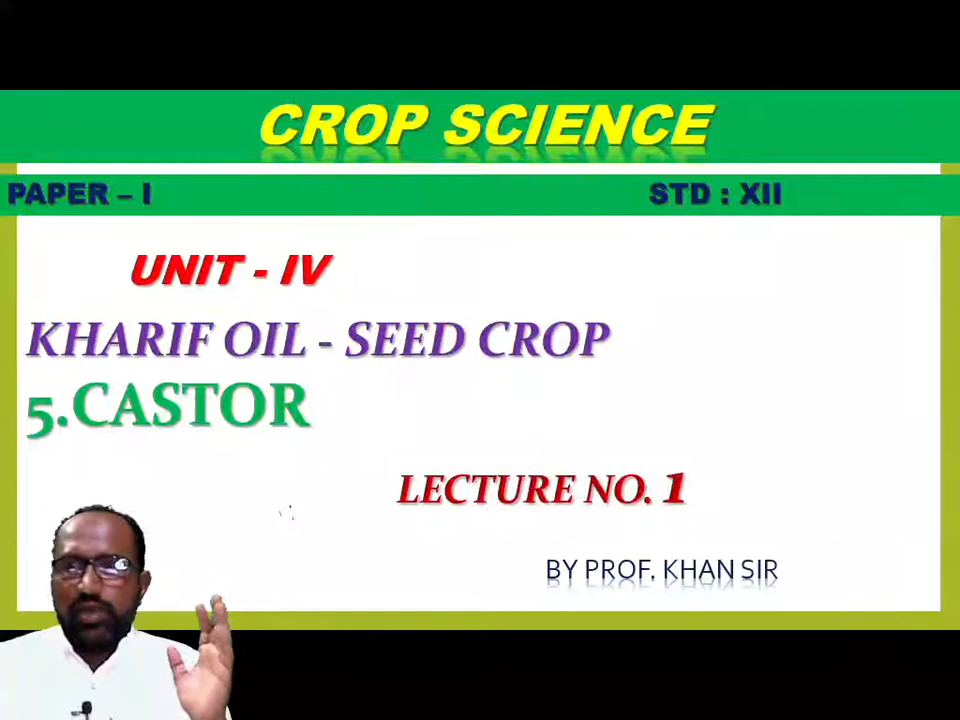 CROP SCIENCE
PAPER – I STD : XII
UNIT - IV
KHARIF OIL - SEED CROP
5.CASTOR
LECTURE NO. 1
BY PROF. KHAN SIR